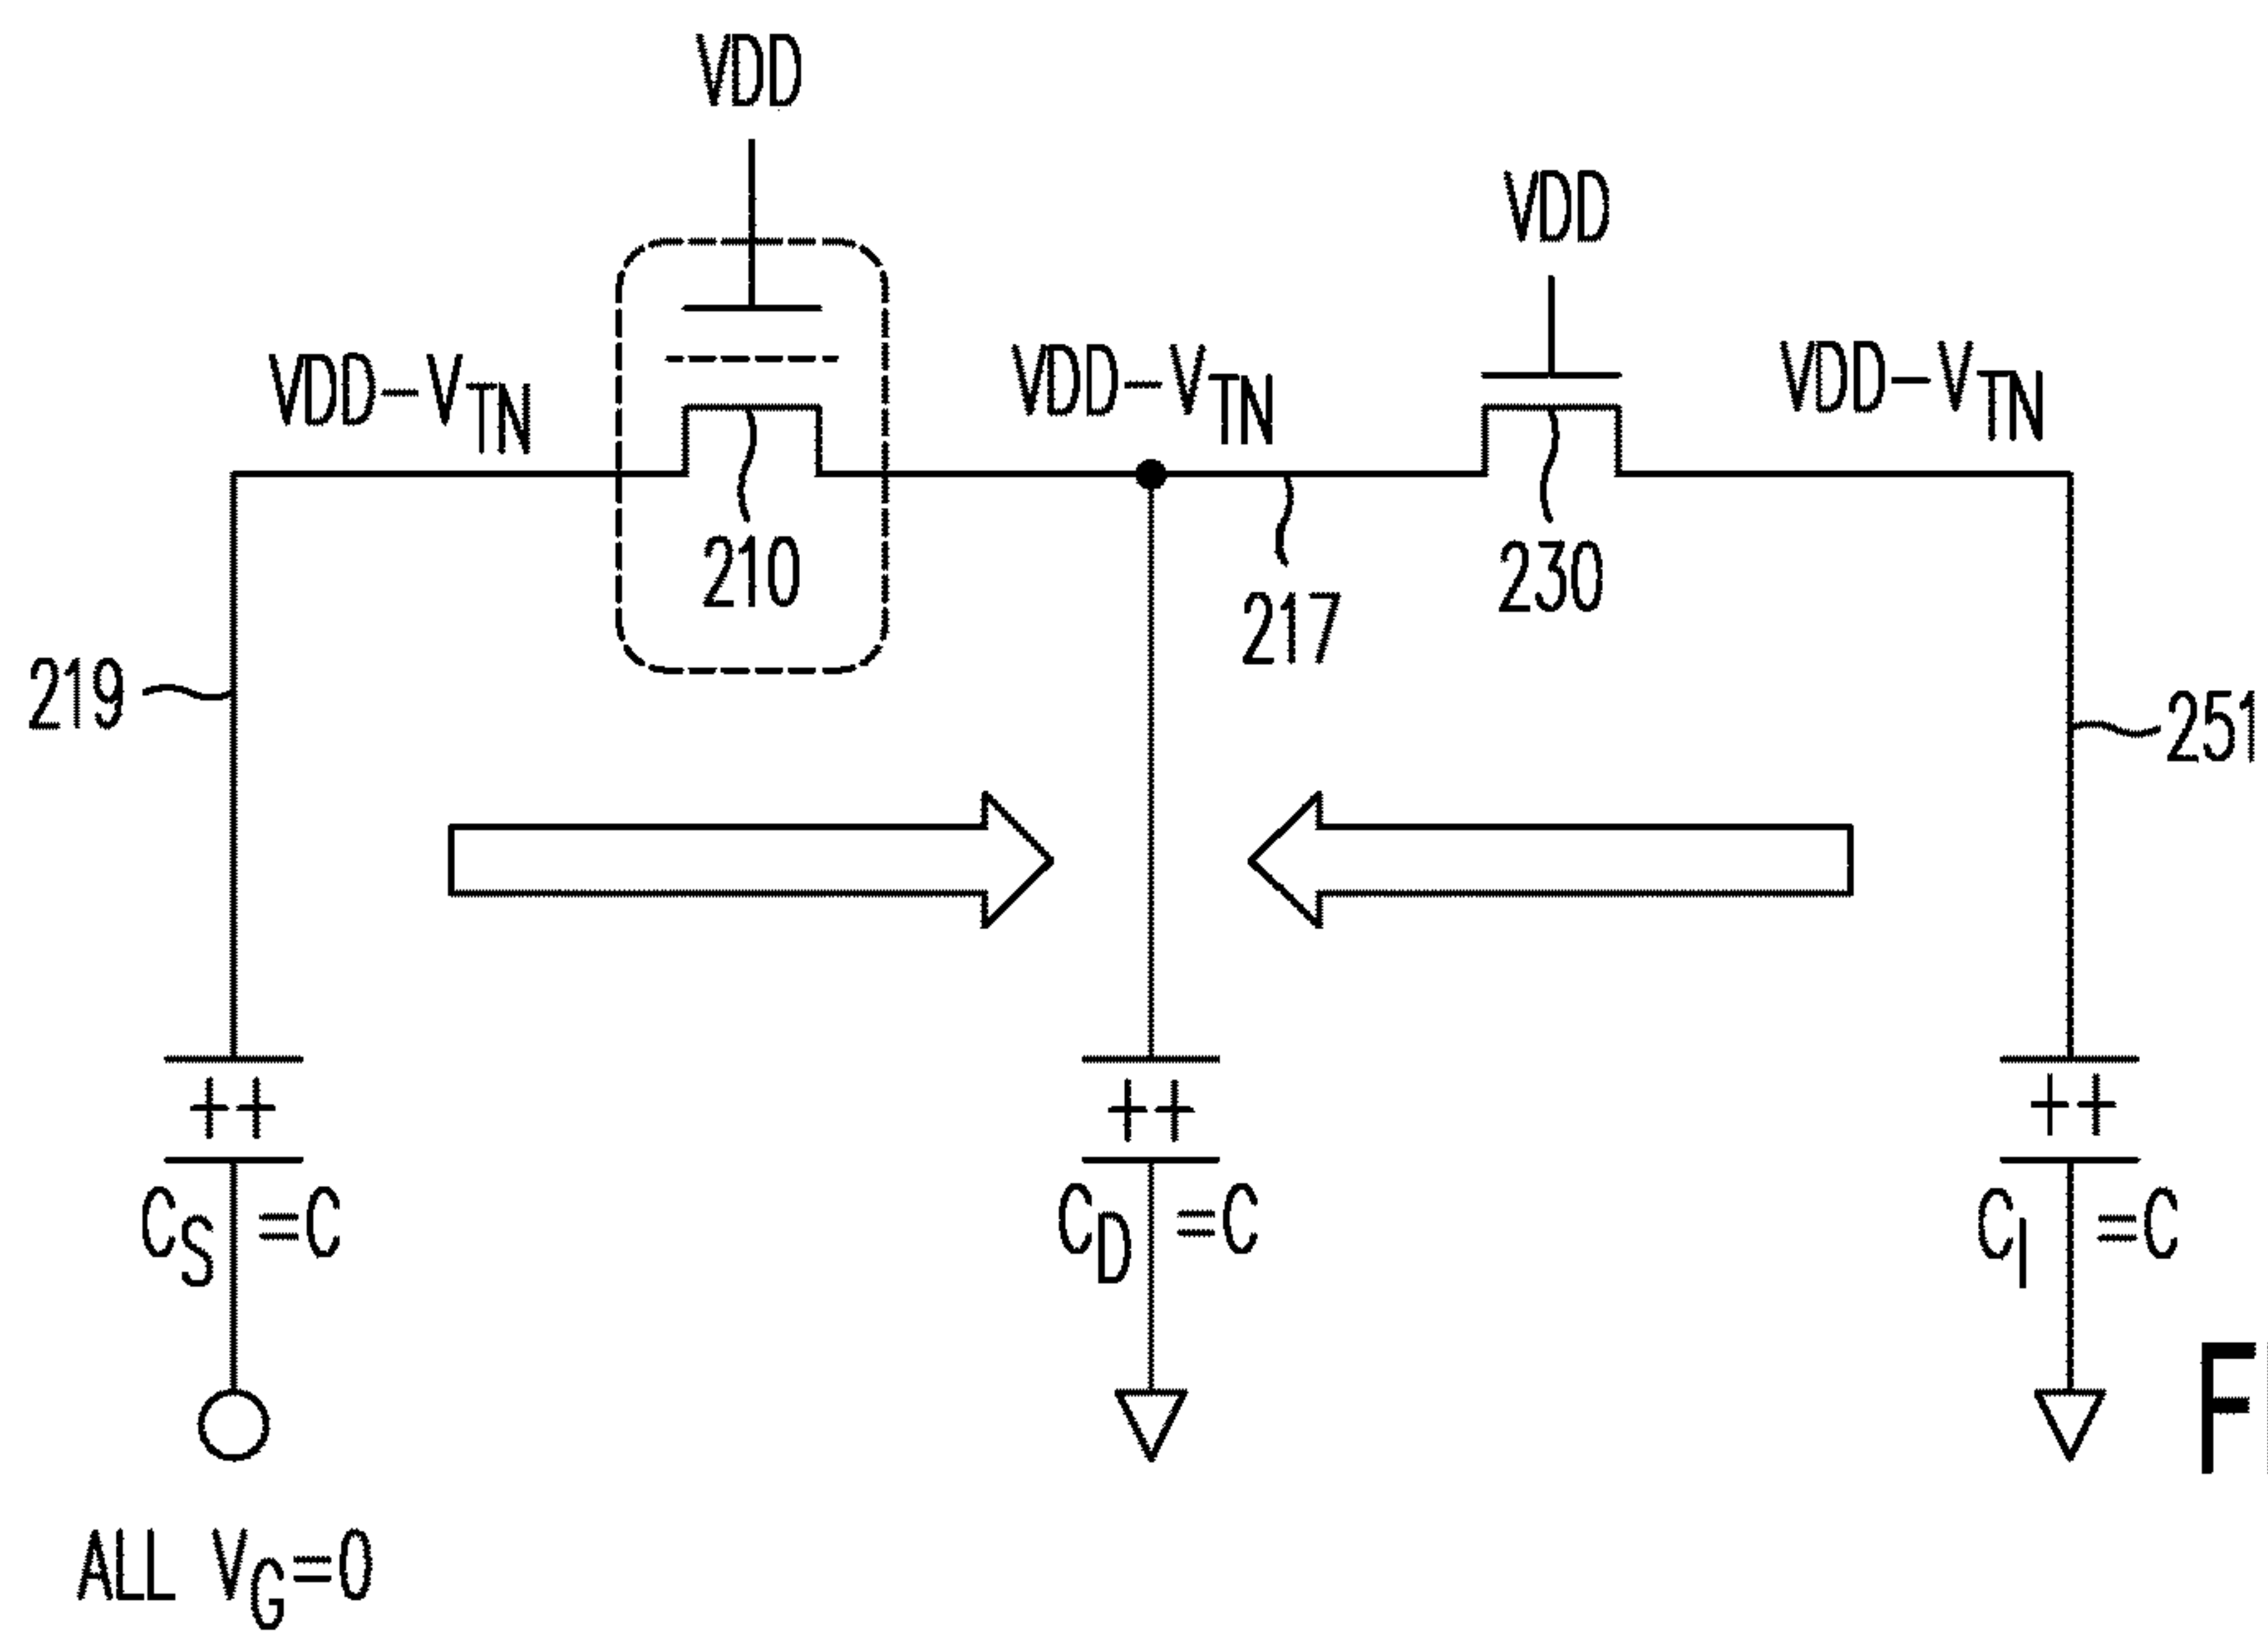 VDD
VDD
VDD-VTN
VDD-VTN
VDD-VTN
210
230
217
219
251
++
++
++
CS =C
CD =C
CI =C
ALL VG=0
F